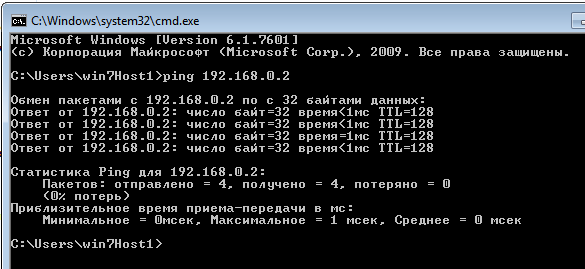 C:\Windows\system32\cmd.exe
Microsoft Windows [Version 6.1.7601]
(c) Корпорация Майкрософт (Microsoft Corp.), 2009. Все права защищены.
C:\Users\win7Host1>ping 192.168.0.2
Обмен пакетами с 192.168.0.2 по с 32 байтами данных:
Ответ от 192.168.0.2: число байт=32 время<1мс TTL=128
Ответ от 192.168.0.2: число байт=32 время<1мс TTL=128
Ответ от 192.168.0.2: число байт=32 время=1мс TTL=128
Ответ от 192.168.0.2: число байт=32 время<1мс TTL=128
Статистика Ping для 192.168.0.2:
Пакетов: отправлено = 4, получено = 4, потеряно = 0
(0% потерь)
Приблизительное время приема-передачи в мс:
Минимальное = 0мсек, Максимальное = 1 мсек, Среднее = 0 мсек
C:\Users\win7Host1>